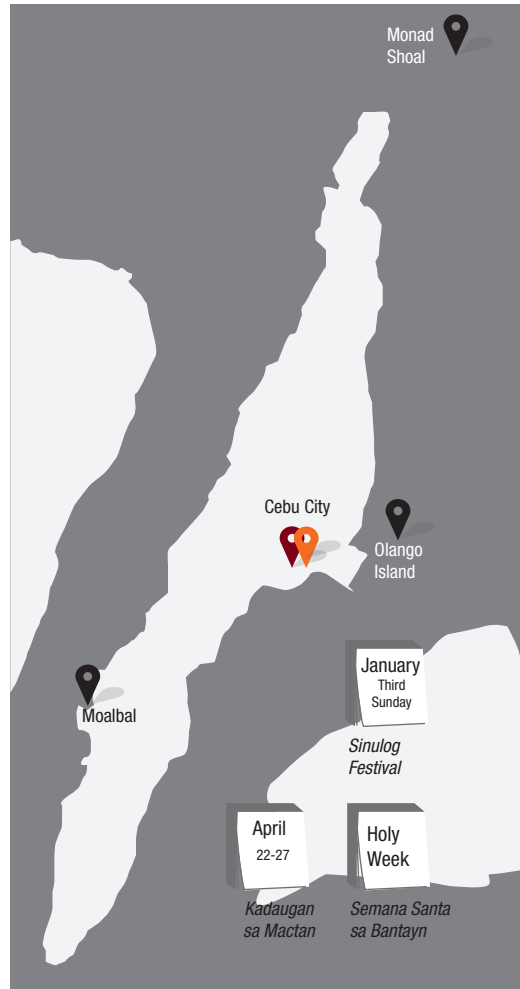 Monad
Shoal
Cebu City
Olango
Island
Moalbal
January
Third
Sunday
Sinulog
Festival
April
22-27
Kadaugan
sa Mactan
Holy
Week
Semana Santa
sa Bantayn